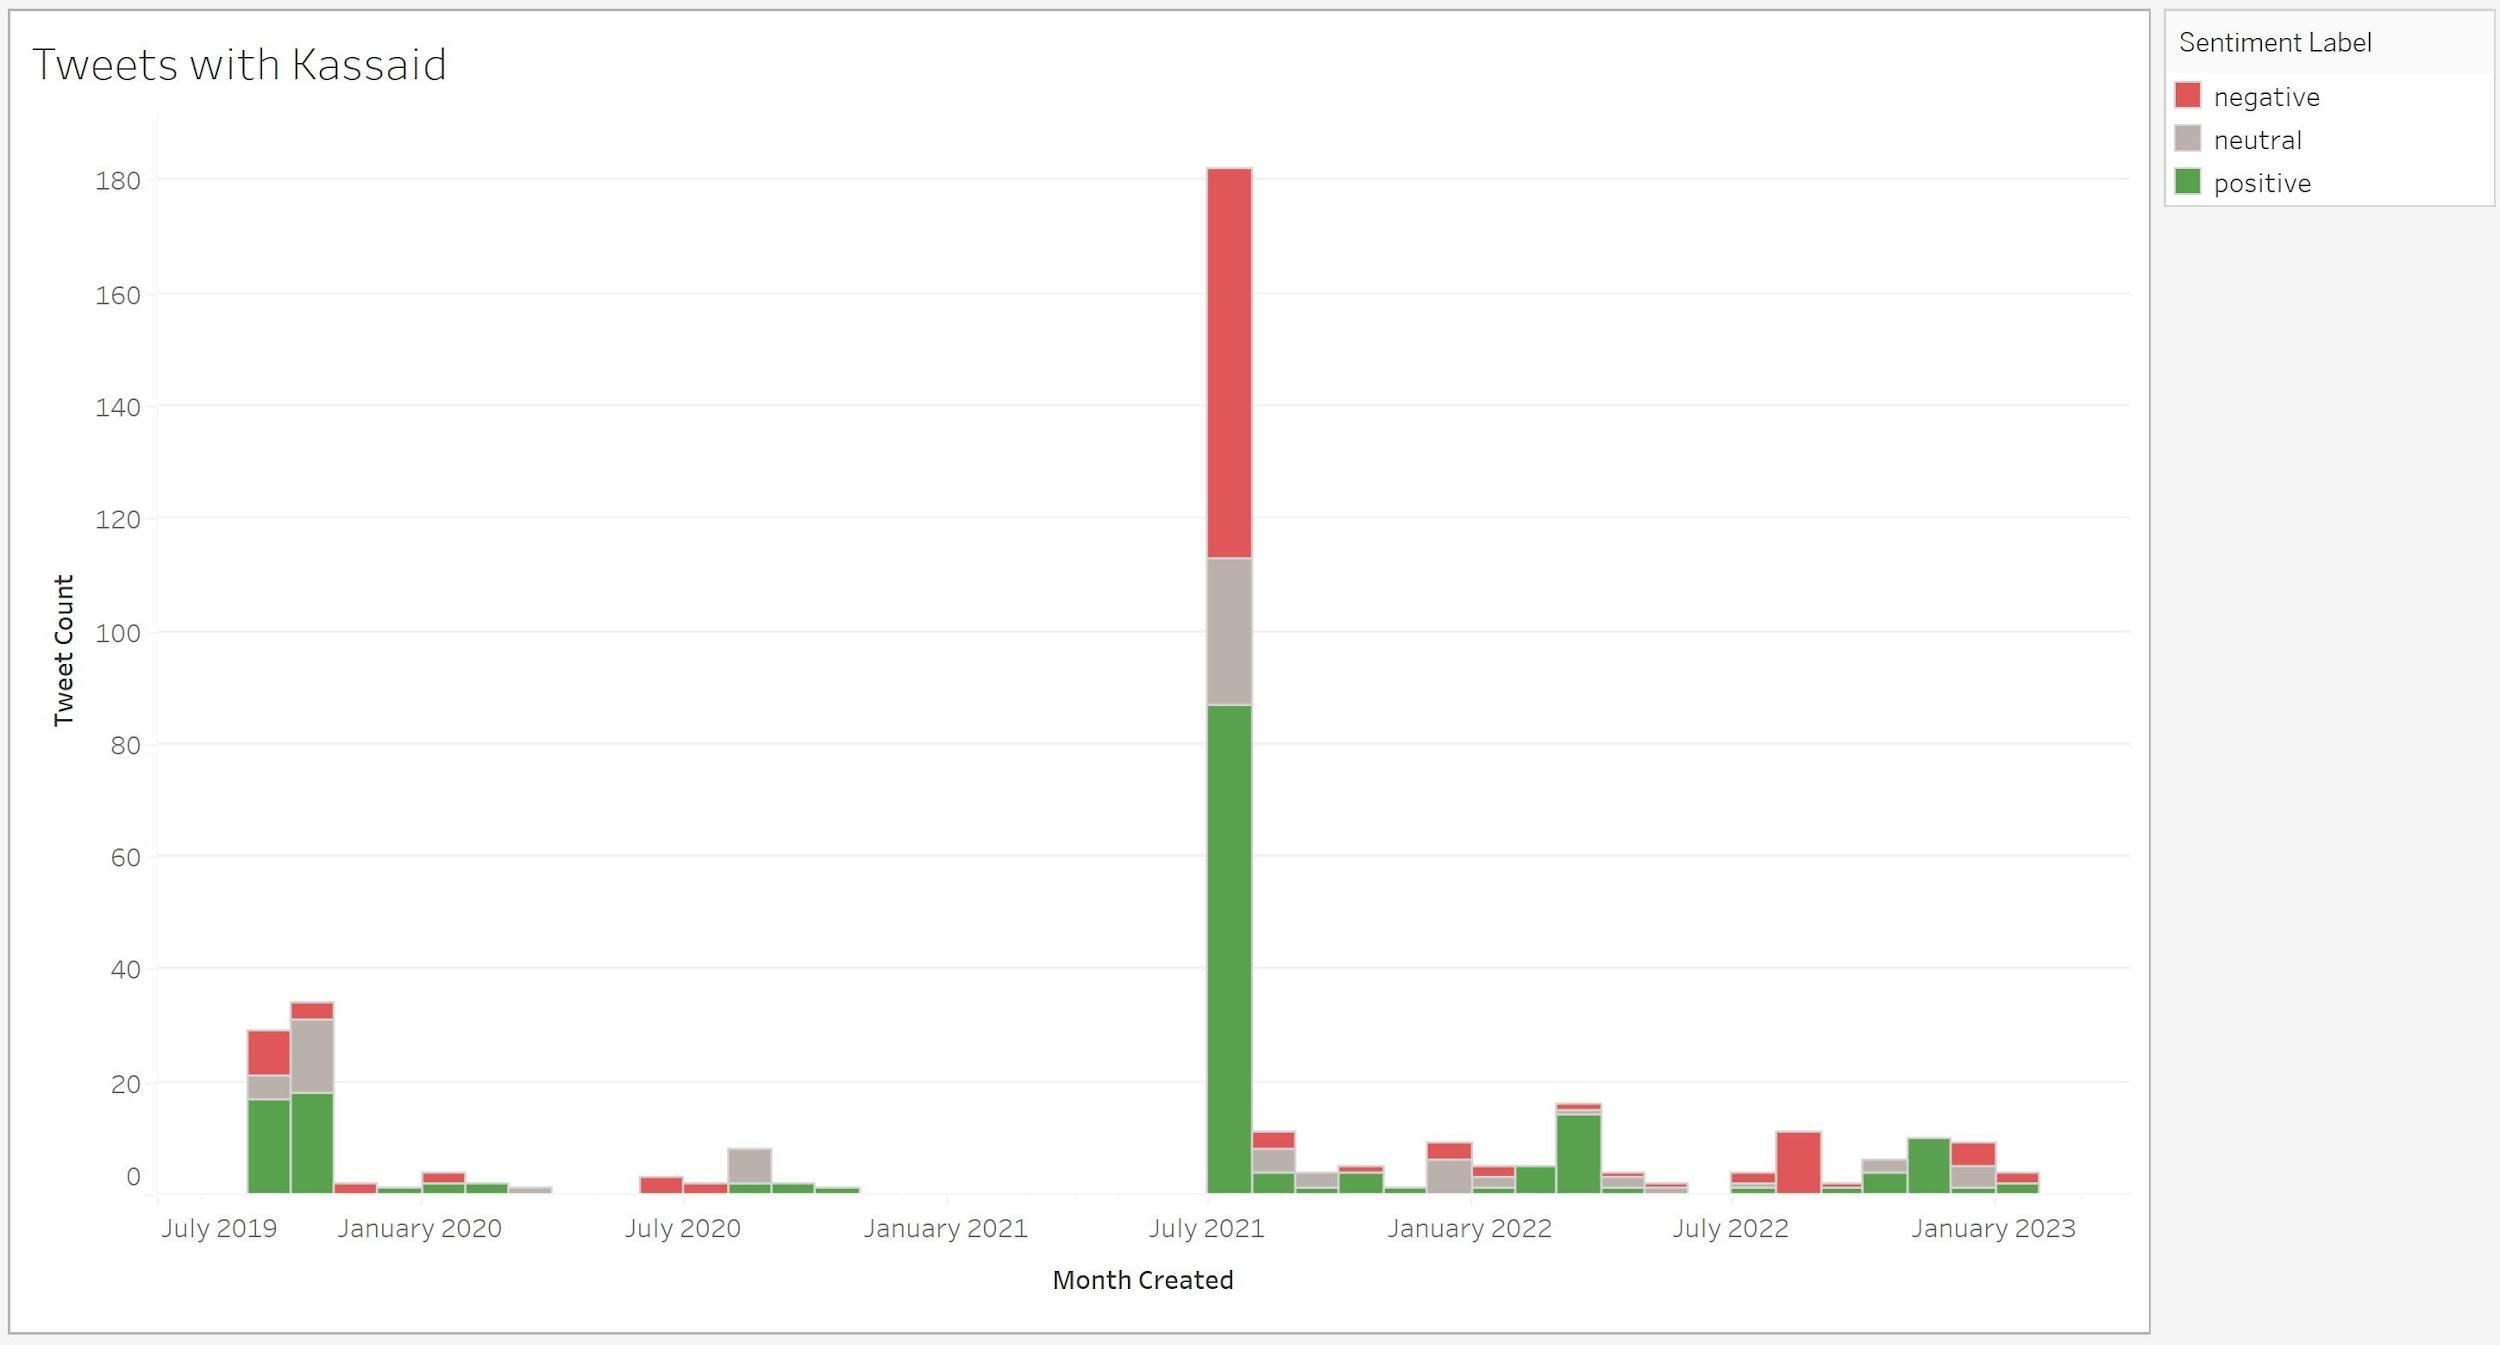 Tweets with Kassaid
Sentiment Label
negative
neutral
positive
180
160
140
120
100
80
60
40
20
0
Tweet Count
July 2019 January 2020 July 2020 January 2021 July 2021 January 2022 July 2022 January 2023
Month Created